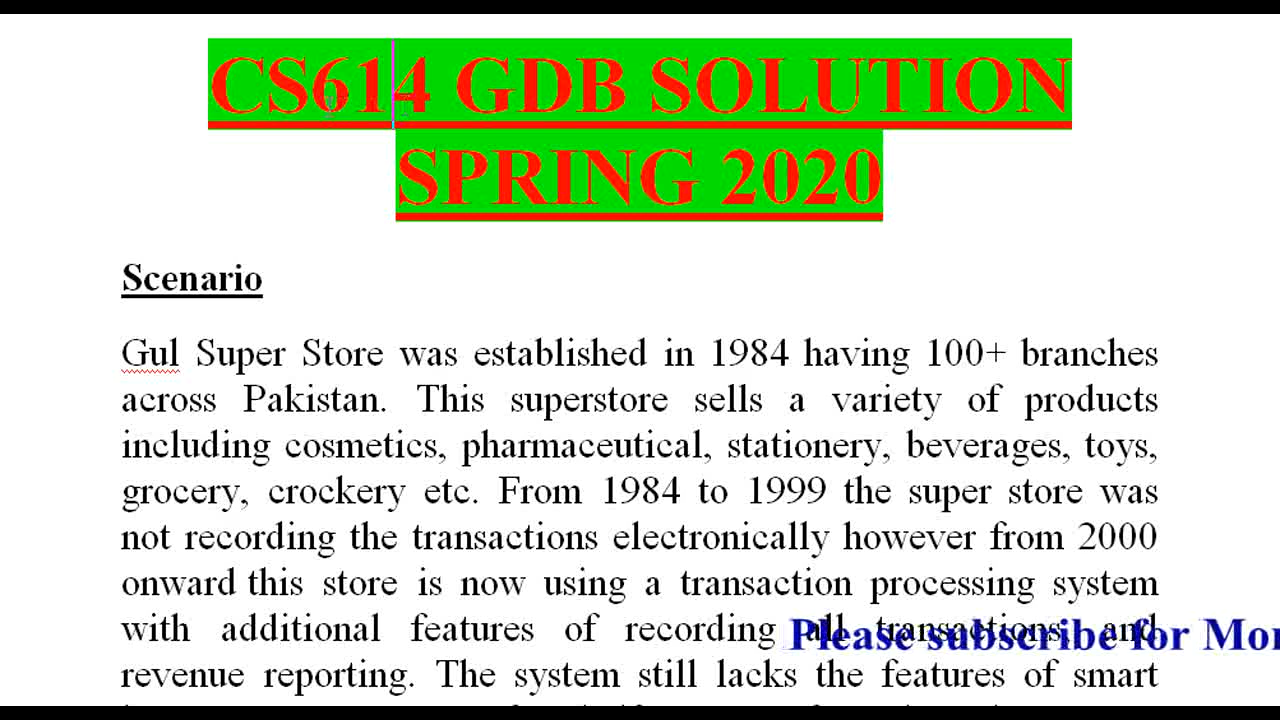 CS614 GDB SOLUTION
SPRING 2020
Scenario
Gul Super Store was established in 1984 having 100+ branches
across Pakistan. This superstore sells a variety of products
including cosmetics, pharmaceutical, stationery, beverages, toys,
grocery, crockery etc. From 1984 to 1999 the super store was
not recording the transactions electronically however from 2000
onward this store is now using a transaction processing system
with additional features of recording all transactions, and
Please subscribe for
revenue reporting. The system still lacks the features of smart